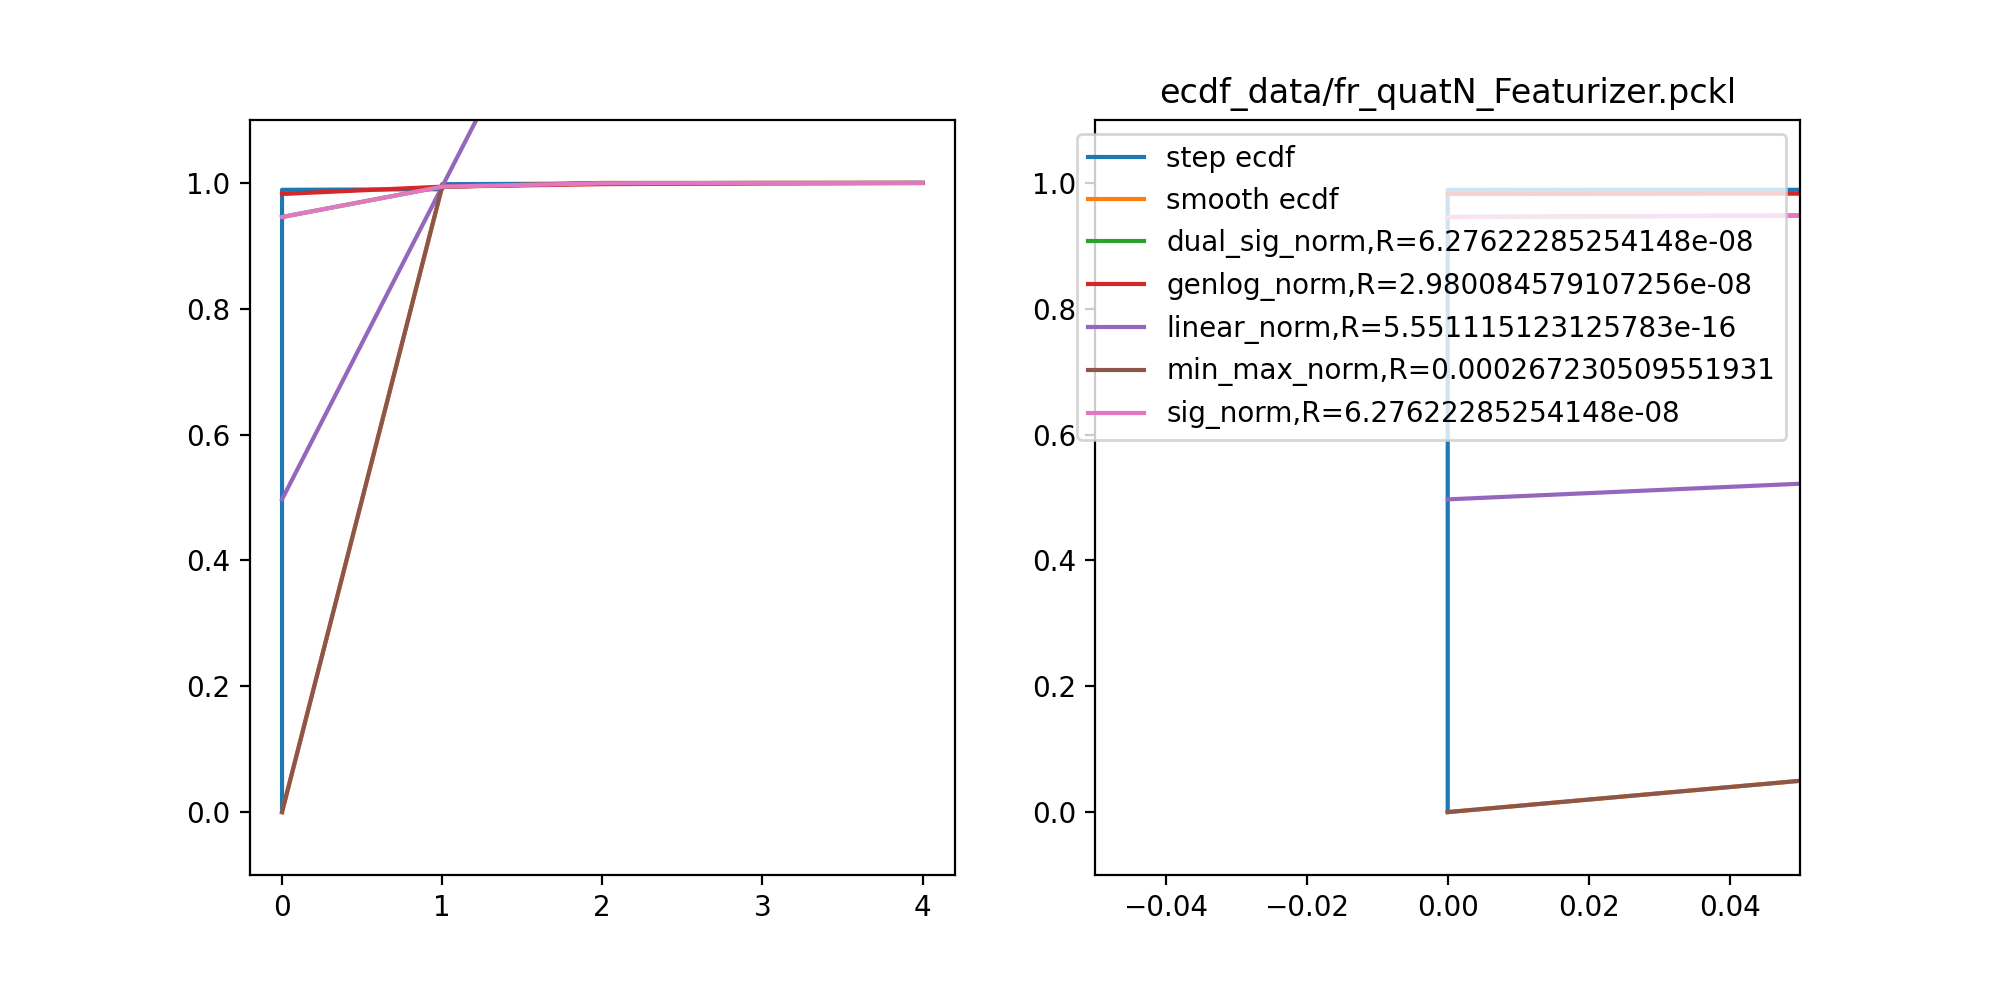 ecdf_data/fr_quatN_Featurizer.pckl
1.0
0.8
0.6
0.4
0.2
0.0
0
1
2
3
4
step ecdf
smooth ecdf
dual_sig_norm,R=6.27622285254148e-08
genlog_norm,R=2.980084579107256e-08
linear_norm,R=5.551115123125783e-16
min_max_norm,R=0.000267230509551931
sig_norm,R=6.27622285254148e-08
1.0
0.8
0.6
0.4
0.2
0.0
−0.04
−0.02
0.00
0.02
0.04